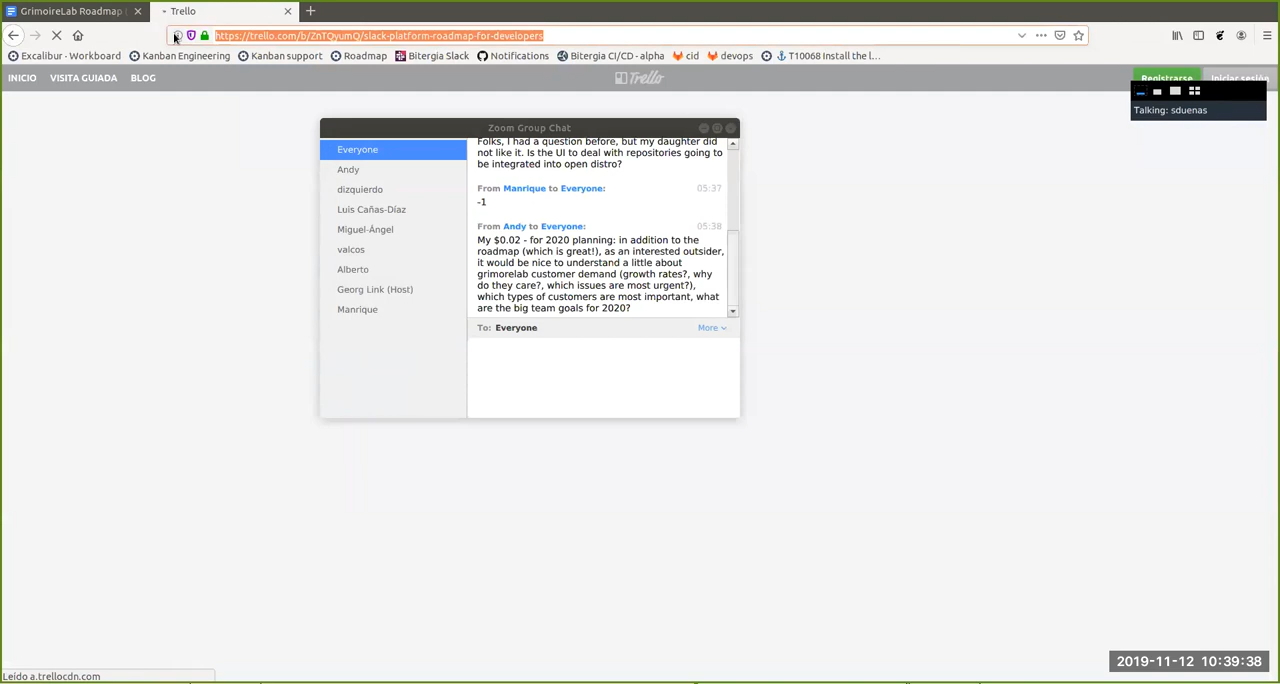 GrimoireLab Roadmap
Trello
https://trello.com/b/ZnTQyumQ/slack-platform-roadmap-for-developers
Excalibur - Workboard
Kanban Engineering
Kanban support
Roadmap
Bitergia Slack
Notifications
Bitergia CI/CD - alpha
cid
devops
T10068 Install the l...
INICIO
VISITA GUIADA
BLOG
Trello
Registrarse
Iniciar sesión
Talking: sduenas
Zoom Group Chat
Everyone
Andy
dizquierdo
Luis Cañas-Díaz
Miguel-Ángel
valcos
Alberto
Georg Link (Host)
Manrique
Folks, I had a question before, but my daughter did
not like it. Is the UI to deal with repositories going to
be integrated into open distro?
From Manrique to Everyone: 05:37
-1
From Andy to Everyone: 05:38
My $0.02 - for 2020 planning: in addition to the
roadmap (which is great!), as an interested outsider,
it would be nice to understand a little about
grimorelab customer demand (growth rates?, why
do they care?, which issues are most urgent?),
which types of customers are most important, what
are the big team goals for 2020?
To: Everyone
More
Leido a.trellocdn.com
2019-11-12 10:39:38